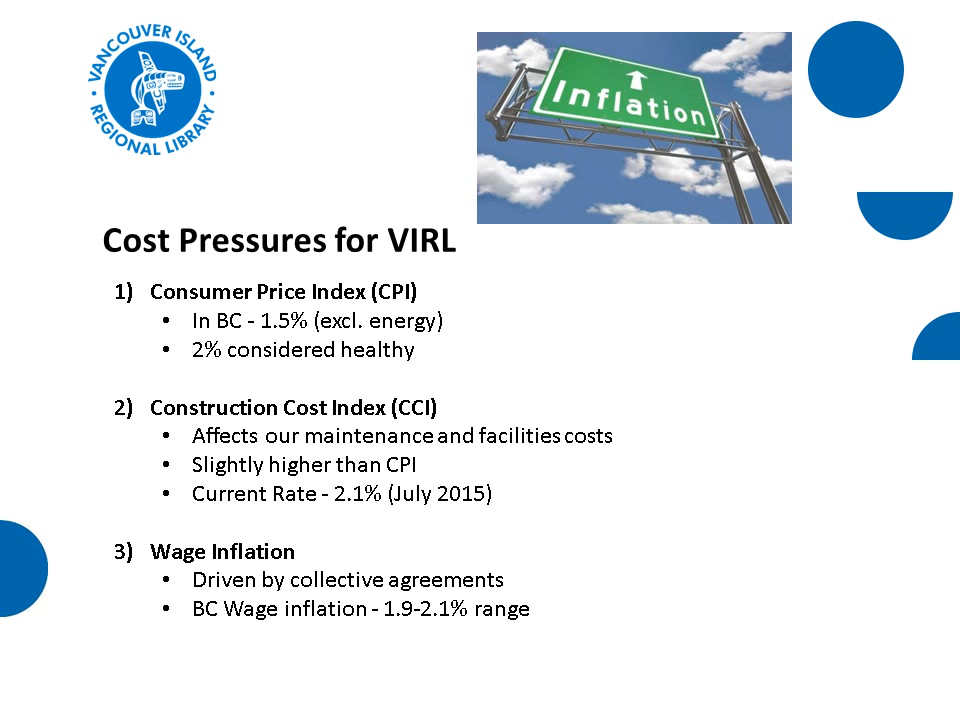 VANCOUVER ISLAND
REGIONAL LIBRARY
Inflation
Cost Pressures for VIRL
1) Consumer Price Index (CPI)
• In BC - 1.5% (excl. energy)
• 2% considered healthy
2) Construction Cost Index (CCI)
• Affects our maintenance and facilities costs
• Slightly higher than CPI
• Current Rate - 2.1% (July 2015)
3) Wage Inflation
• Driven by collective agreements
• BC Wage inflation - 1.9-2.1% range